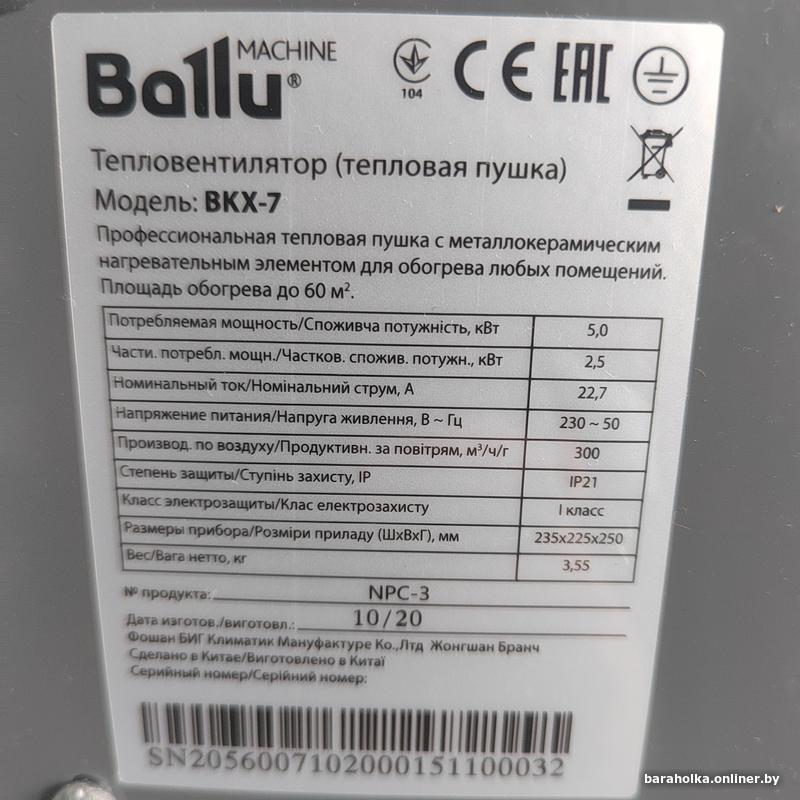 Ballu® MACHINE
104 CE EAC
Тепловентилятор (тепловая пушка)
Модель: BKX-7
Профессиональная тепловая пушка с металлокерамическим
нагревательным элементом для обогрева любых помещений.
Площадь обогрева до 60 м².
Потребляемая мощность/Споживча потужність, кВт 5,0
Части. потребл. мощн./Частков. спожив. потужн., кВт 2,5
Номинальный ток/Номінальний струм, А 22,7
Напряжение питания/Напруга живлення, В ~ Гц 230 ~ 50
Производ. по воздуху/Продуктивн. за повітрям, м³/ч/г 300
Степень защиты/Ступінь захисту, IP IP21
Класс электрозащиты/Клас електрозахисту I класс
Размеры прибора/Розміри приладу (ШхВхГ), мм 235x225x250
Вес/Вага нетто, кг 3,55
№ продукта: NPC-3
Дата изготов./виготовл.: 10/20
Фошан БИГ Климатик Мануфактуре Ко.,Лтд Жонгшан Бранч
Сделано в Китае/Виготовлено в Китаї
Серийный номер/Серійний номер:
SN20560071020001511​00032
baraholka.onliner.by